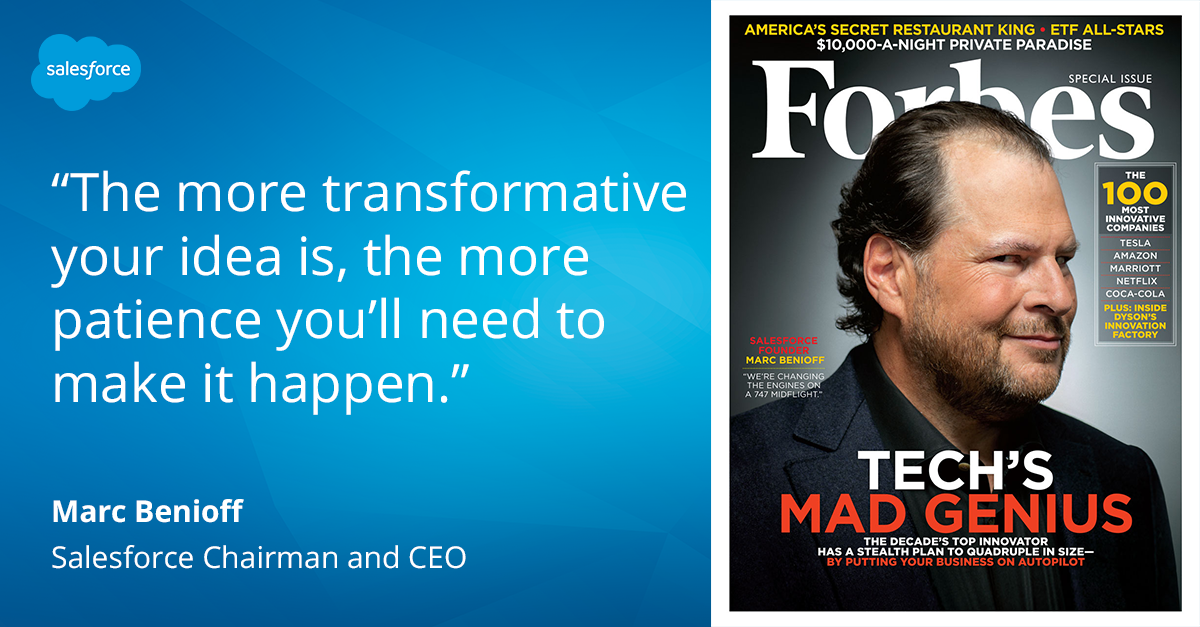 salesforce
“The more transformative
your idea is, the more
patience you’ll need to
make it happen.”
Marc Benioff
Salesforce Chairman and CEO
AMERICA’S SECRET RESTAURANT KING • ETF ALL-STARS
$10,000-A-NIGHT PRIVATE PARADISE
SPECIAL ISSUE
Forbes
THE
100
MOST
INNOVATIVE
COMPANIES
TESLA
AMAZON
MARRIOTT
NETFLIX
COCA-COLA
PLUS: INSIDE
DYSON’S
INNOVATION
FACTORY
SALESFORCE
FOUNDER
MARC BENIOFF
“WE’RE CHANGING
THE ENGINES ON
A 747 MIDFLIGHT.”
TECH’S
MAD GENIUS
THE DECADE’S TOP INNOVATOR
HAS A STEALTH PLAN TO QUADRUPLE IN SIZE—
BY PUTTING YOUR BUSINESS ON AUTOPILOT